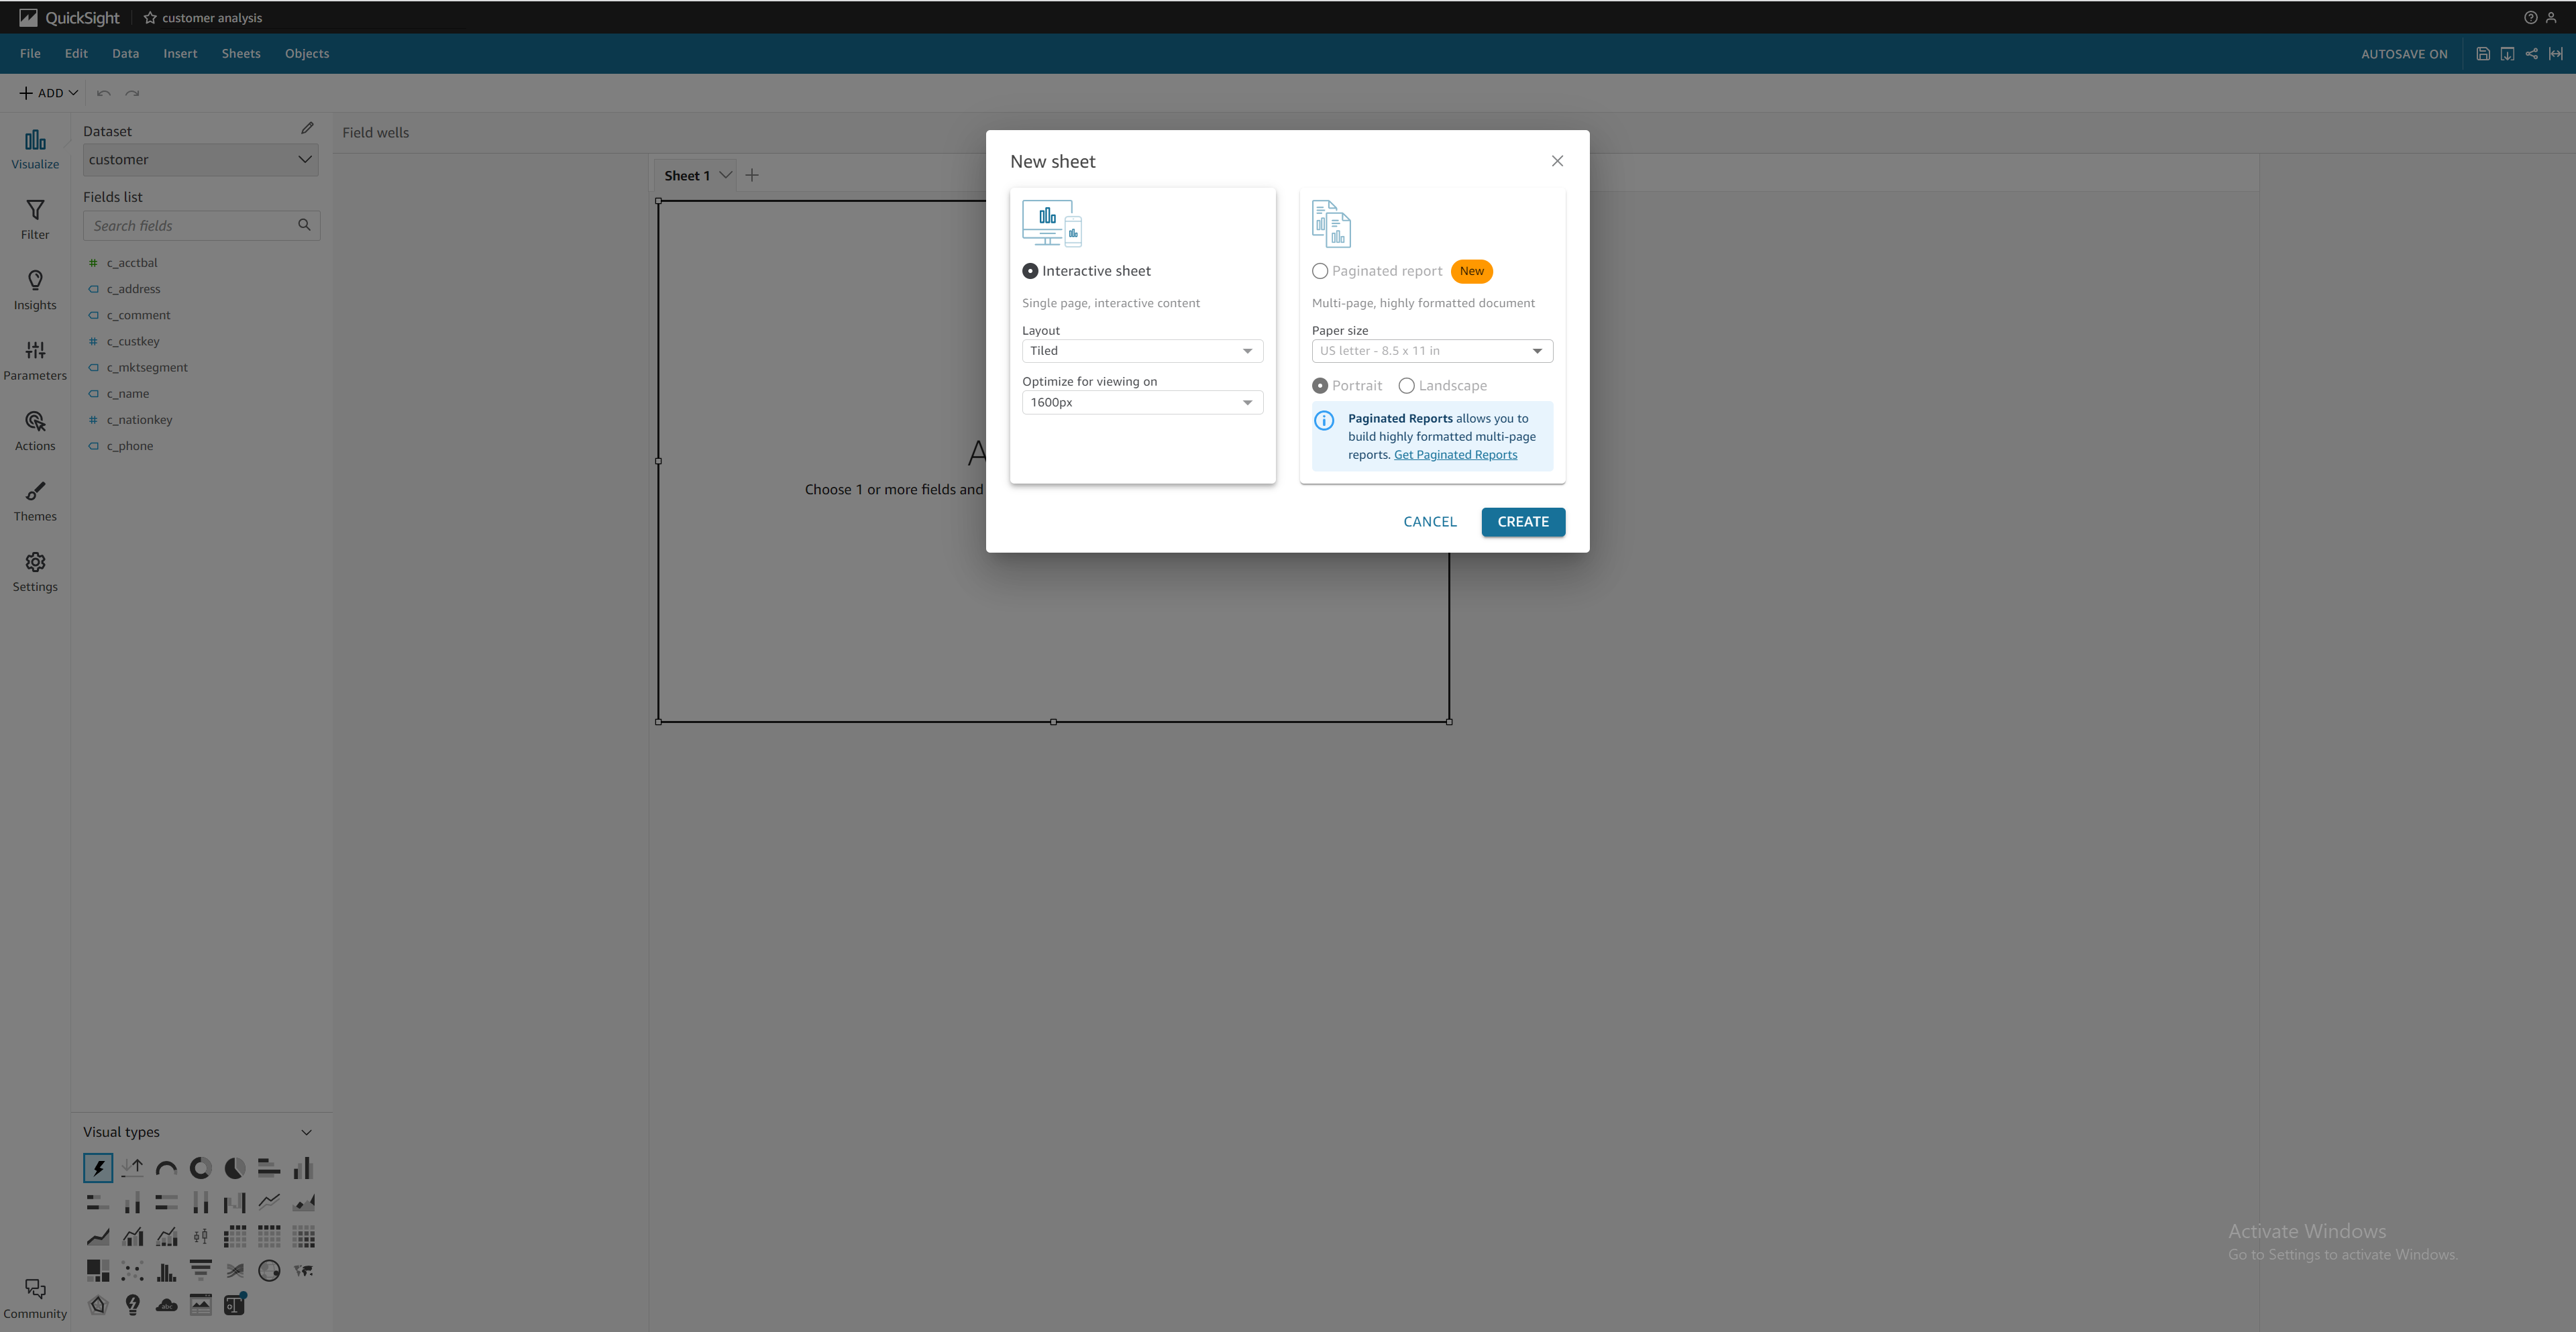 QuickSight customer analysis
File Edit Data Insert Sheets Objects AUTOSAVE ON
ADD
Visualize
Filter
Insights
Parameters
Actions
Themes
Settings
Community
Dataset
customer
Fields list
Search fields
c_acctbal
c_address
c_comment
c_custkey
c_mktsegment
c_name
c_nationkey
c_phone
Visual types
Field wells
Sheet 1
A
Choose 1 or more fields and
New sheet
Interactive sheet
Single page, interactive content
Layout
Tiled
Optimize for viewing on
1600px
Paginated report New
Multi-page, highly formatted document
Paper size
US letter - 8.5 x 11 in
Portrait Landscape
Paginated Reports allows you to
build highly formatted multi-page
reports. Get Paginated Reports
CANCEL CREATE
Activate Windows
Go to Settings to activate Windows.